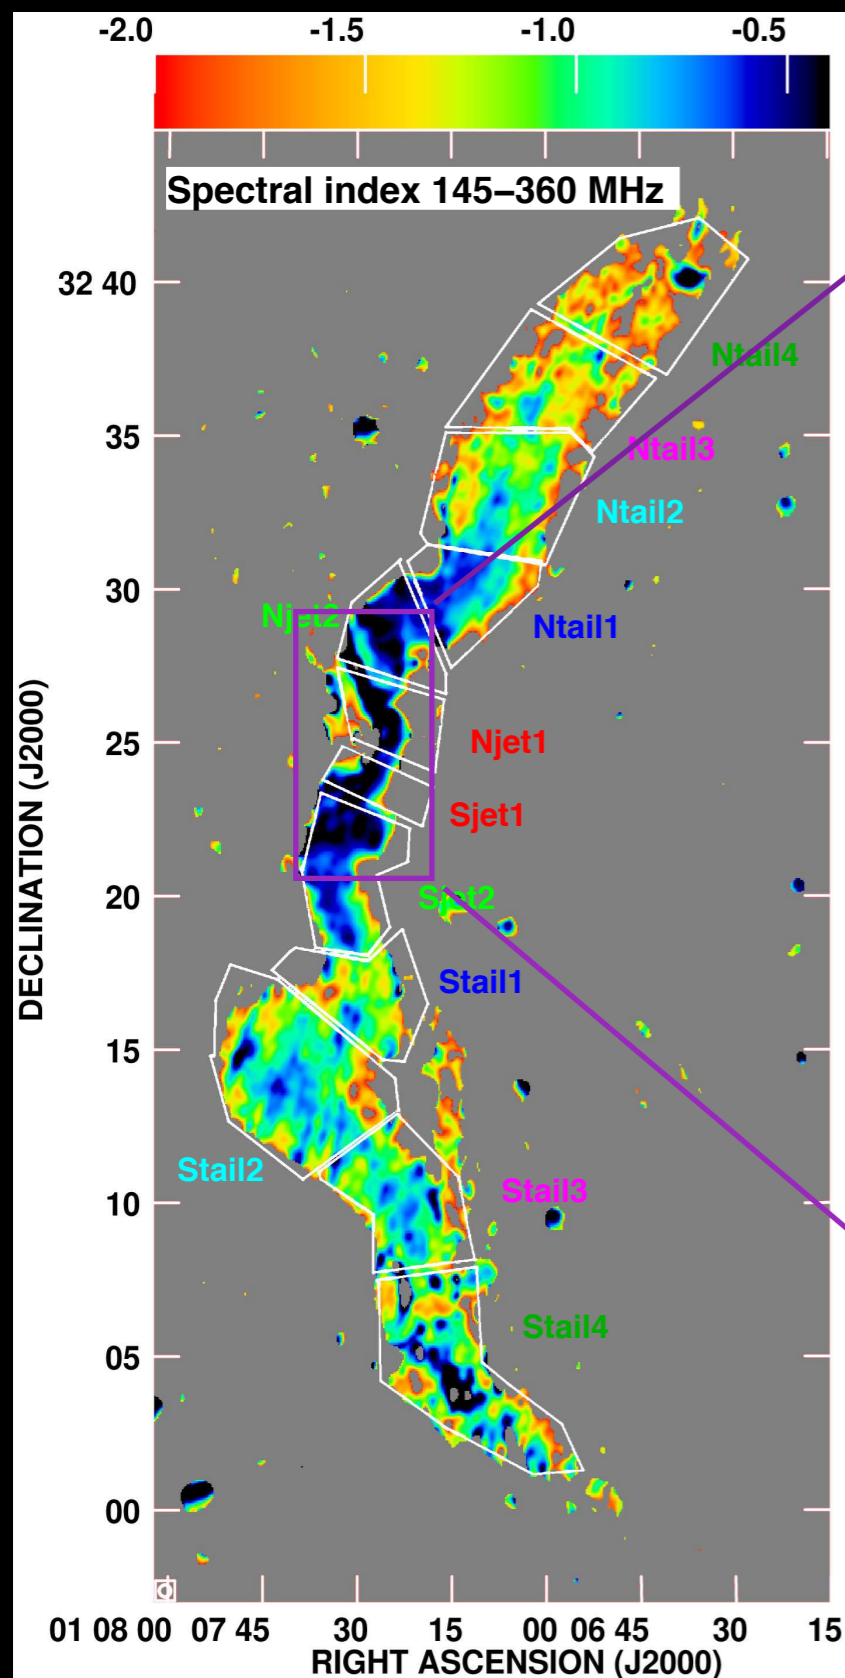 -2.0 -1.5 -1.0 -0.5
Spectral index 145–360 MHz
32 40
Ntail4
35
Ntail3
Ntail2
30
Njet2
Ntail1
25
Njet1
Sjet1
20
Sjet2
Stail1
15
Stail2
10
Stail3
Stail4
05
00
DECLINATION (J2000)
01 08 00 07 45 30 15 00 06 45 30 15
RIGHT ASCENSION (J2000)